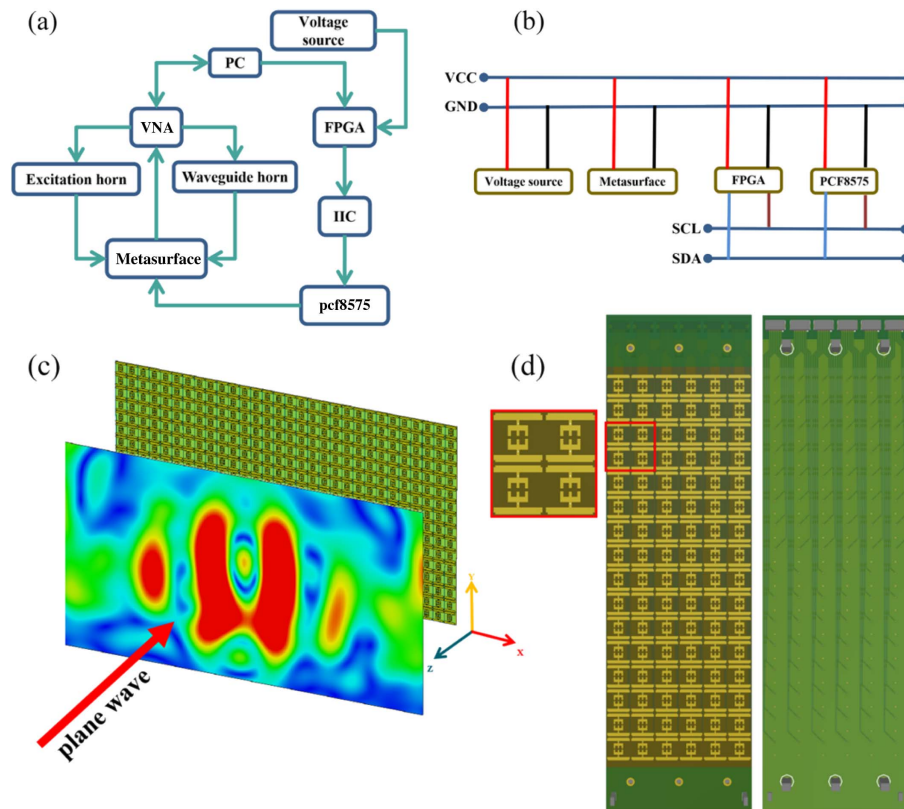 (a)
Voltage
source
PC
VNA
FPGA
Excitation horn
Waveguide horn
IIC
Metasurface
pcf8575
(b)
VCC
GND
Voltage source
Metasurface
FPGA
PCF8575
SCL
SDA
(c)
plane wave
Y
X
Z
(d)